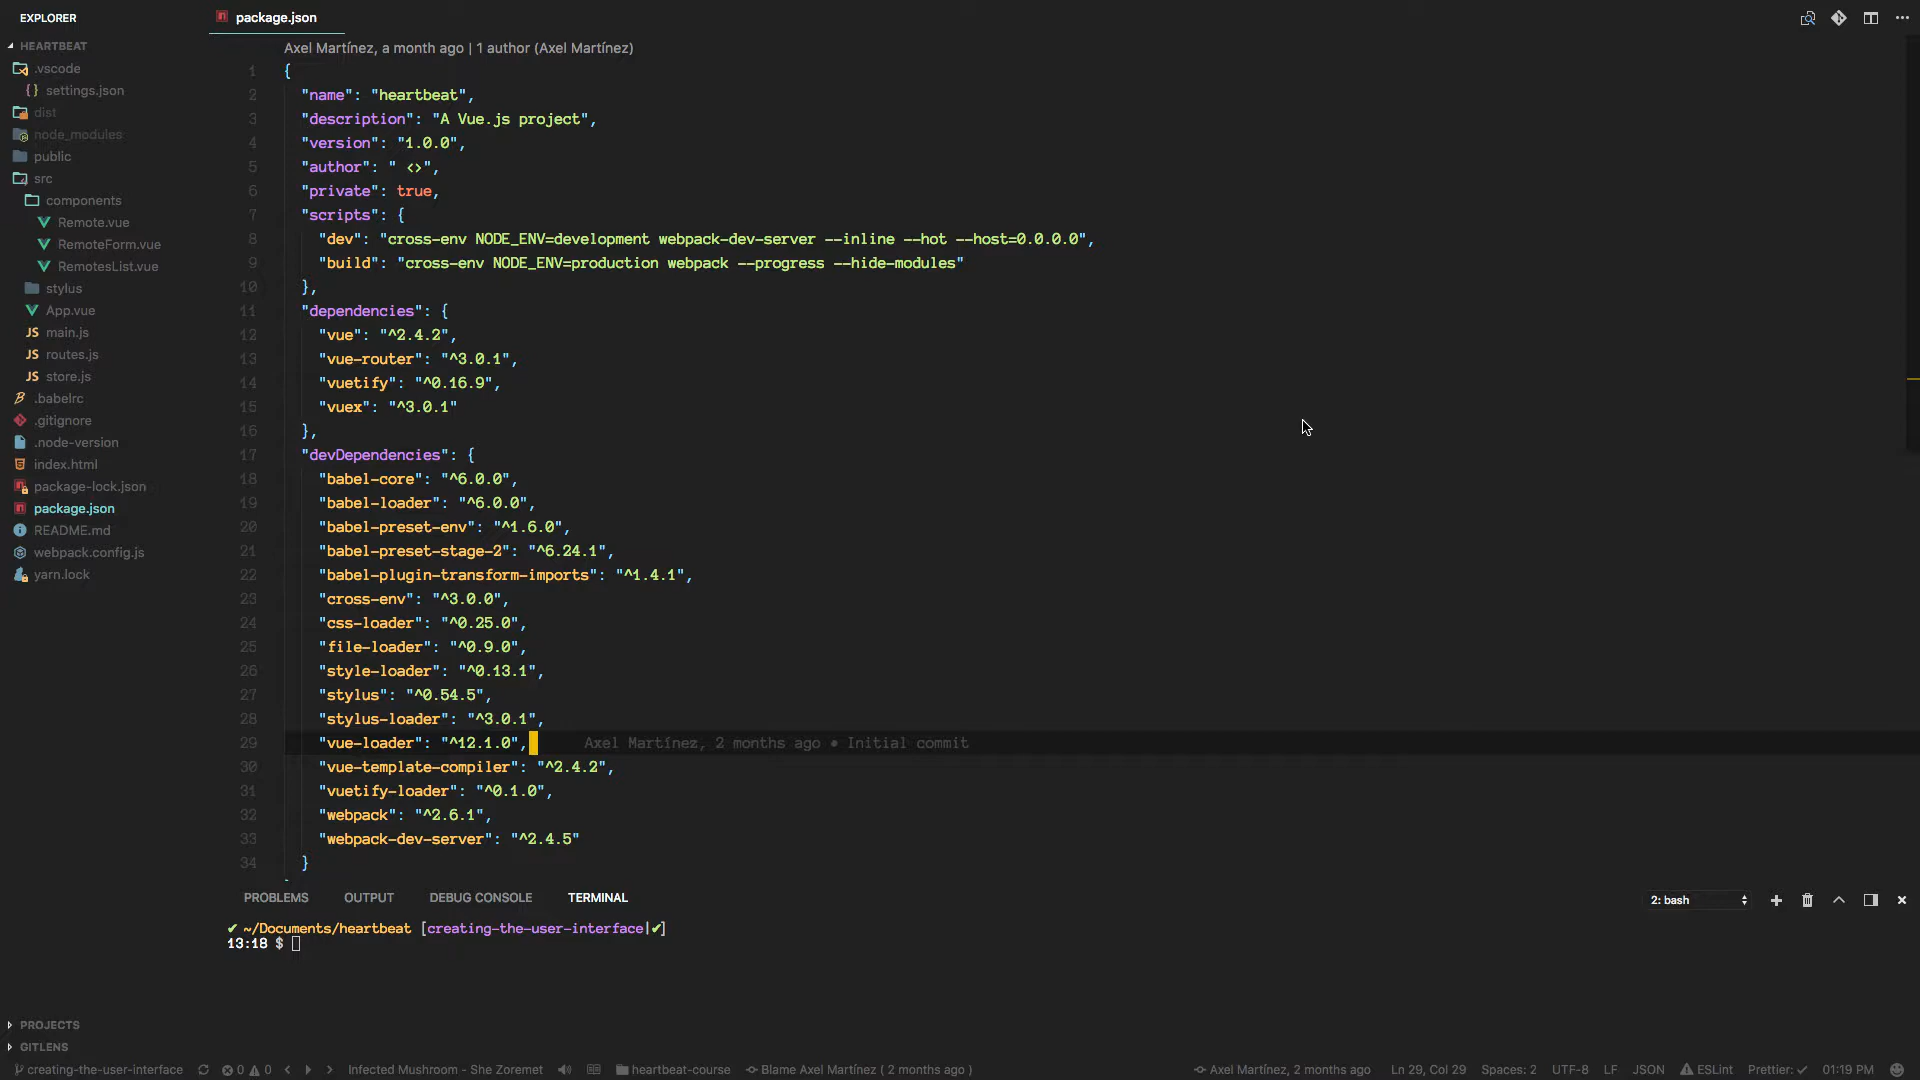 EXPLORER
HEARTBEAT
.vscode
{ } settings.json
dist
node_modules
public
src
components
Remote.vue
RemoteForm.vue
RemotesList.vue
stylus
App.vue
JS main.js
JS routes.js
JS store.js
.babelrc
.gitignore
.node-version
index.html
package-lock.json
package.json
README.md
webpack.config.js
yarn.lock
PROJECTS
GITLENS
package.json
Axel Martínez, a month ago | 1 author (Axel Martínez)
1 {
2 "name": "heartbeat",
3 "description": "A Vue.js project",
4 "version": "1.0.0",
5 "author": " <>",
6 "private": true,
7 "scripts": {
8 "dev": "cross-env NODE_ENV=development webpack-dev-server --inline --hot --host=0.0.0.0",
9 "build": "cross-env NODE_ENV=production webpack --progress --hide-modules"
10 },
11 "dependencies": {
12 "vue": "^2.4.2",
13 "vue-router": "^3.0.1",
14 "vuetify": "^0.16.9",
15 "vuex": "^3.0.1"
16 },
17 "devDependencies": {
18 "babel-core": "^6.0.0",
19 "babel-loader": "^6.0.0",
20 "babel-preset-env": "^1.6.0",
21 "babel-preset-stage-2": "^6.24.1",
22 "babel-plugin-transform-imports": "^1.4.1",
23 "cross-env": "^3.0.0",
24 "css-loader": "^0.25.0",
25 "file-loader": "^0.9.0",
26 "style-loader": "^0.13.1",
27 "stylus": "^0.54.5",
28 "stylus-loader": "^3.0.1",
29 "vue-loader": "^12.1.0", Axel Martínez, 2 months ago • Initial commit
30 "vue-template-compiler": "^2.4.2",
31 "vuetify-loader": "^0.1.0",
32 "webpack": "^2.6.1",
33 "webpack-dev-server": "^2.4.5"
34 }
PROBLEMS OUTPUT DEBUG CONSOLE TERMINAL 2: bash
✔ ~/Documents/heartbeat [creating-the-user-interface|✔]
13:18 $
creating-the-user-interface 0 0 Infected Mushroom - She Zoremet heartbeat-course Blame Axel Martínez ( 2 months ago ) Axel Martínez, 2 months ago Ln 29, Col 29 Spaces: 2 UTF-8 LF JSON ESLint Prettier: ✓ 01:19 PM